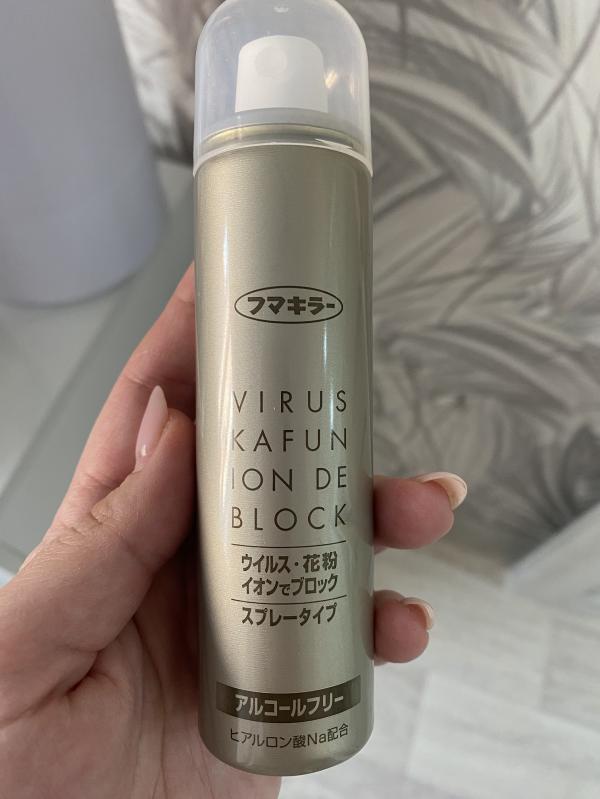 フマキラー
VIRUS
KAFUN
ION DE
BLOCK
ウイルス・花粉
イオンでブロック
スプレータイプ
アルコールフリー
ヒアルロン酸Na配合